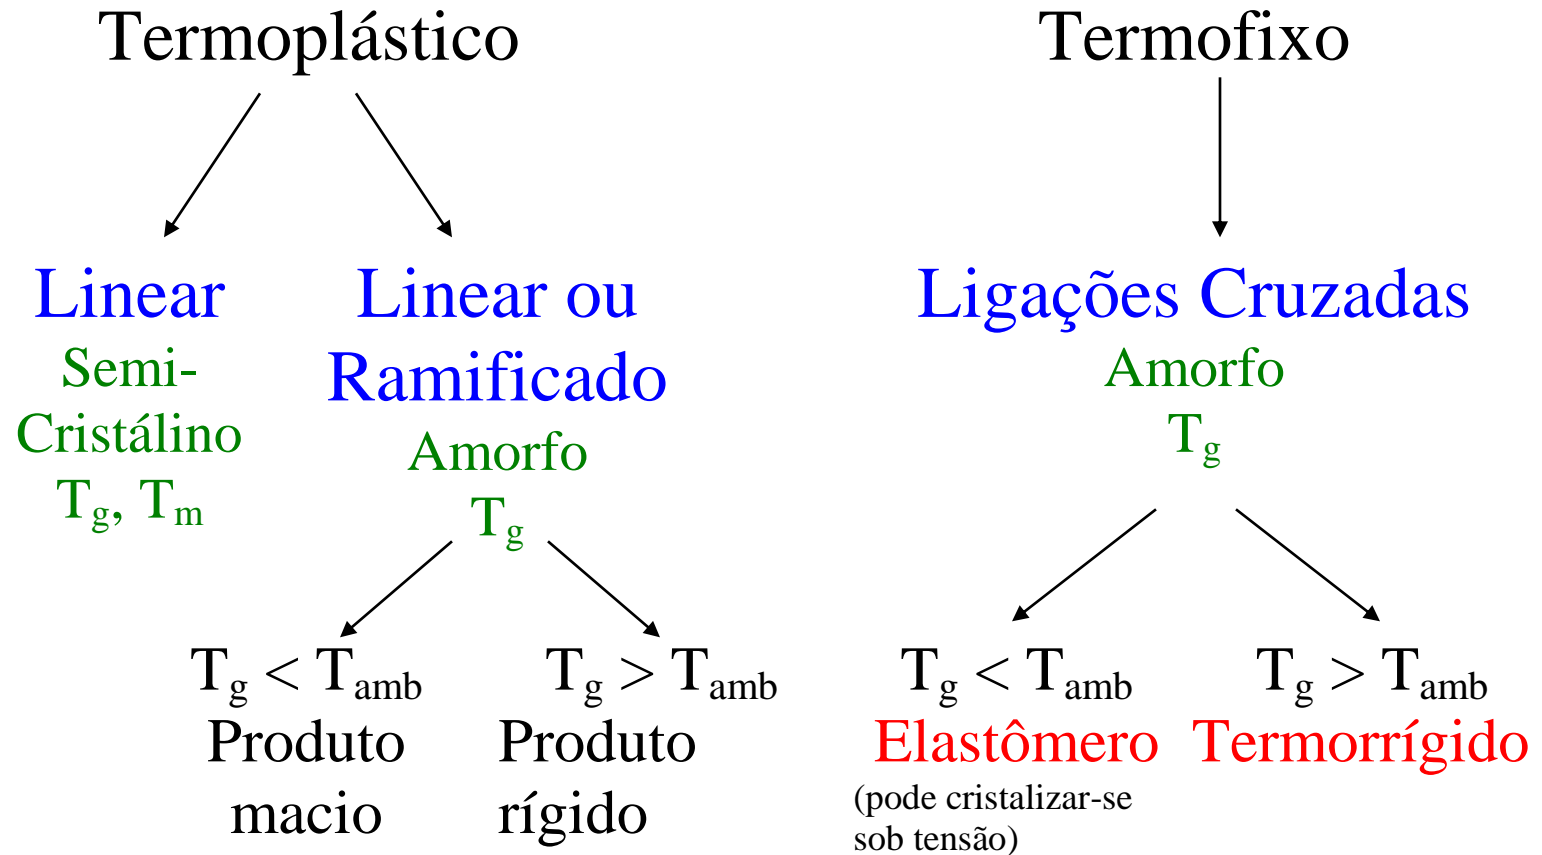 Termoplástico
Linear
Semi-
Cristálino
Tg, Tm
Linear ou
Ramificado
Amorfo
Tg
Tg < Tamb
Produto
macio
Tg > Tamb
Produto
rígido
Termofixo
Ligações Cruzadas
Amorfo
Tg
Tg < Tamb
Elastômero
(pode cristalizar-se
sob tensão)
Tg > Tamb
Termorrígido